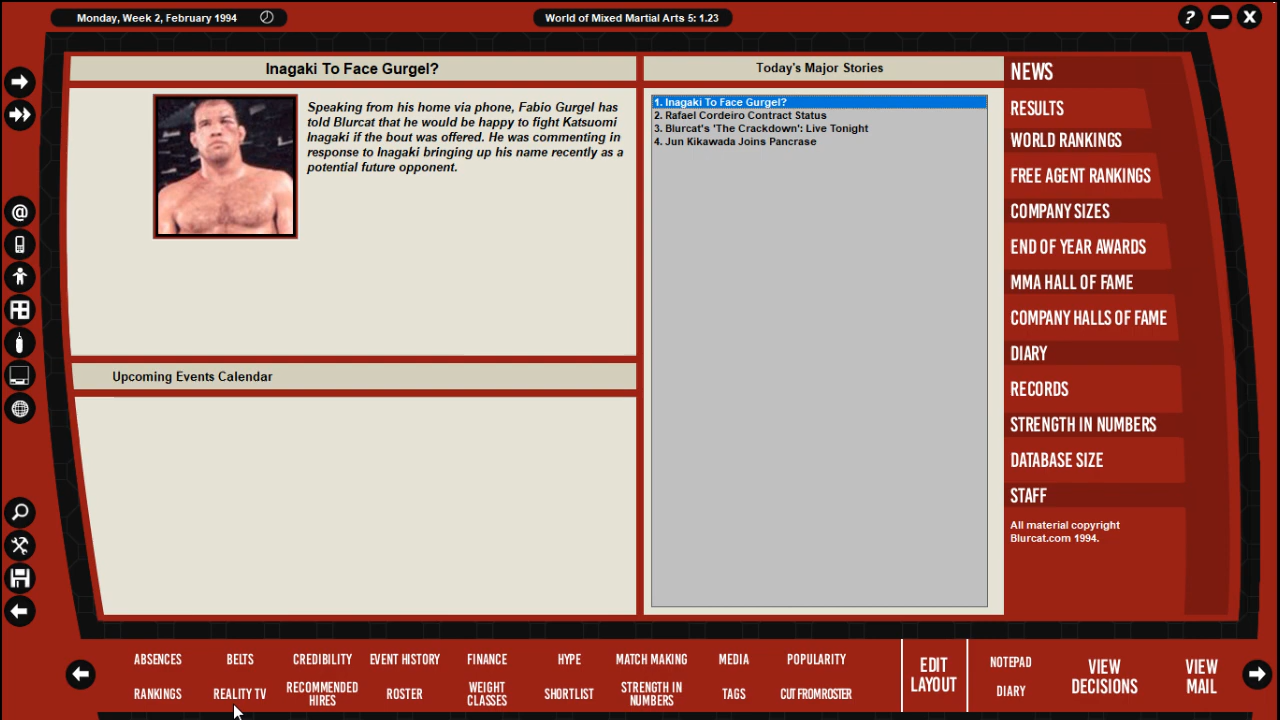 Monday, Week 2, February 1994
World of Mixed Martial Arts 5: 1.23
?
X
Inagaki To Face Gurgel?
Speaking from his home via phone, Fabio Gurgel has
told Blurcat that he would be happy to fight Katsuomi
Inagaki if the bout was offered. He was commenting in
response to Inagaki bringing up his name recently as a
potential future opponent.
Today's Major Stories
1. Inagaki To Face Gurgel?
2. Rafael Cordeiro Contract Status
3. Blurcat's 'The Crackdown': Live Tonight
4. Jun Kikawada Joins Pancrase
NEWS
RESULTS
WORLD RANKINGS
FREE AGENT RANKINGS
COMPANY SIZES
END OF YEAR AWARDS
MMA HALL OF FAME
COMPANY HALLS OF FAME
DIARY
RECORDS
STRENGTH IN NUMBERS
DATABASE SIZE
STAFF
All material copyright
Blurcat.com 1994.
@
Upcoming Events Calendar
ABSENCES
BELTS
CREDIBILITY
EVENT HISTORY
FINANCE
HYPE
MATCH MAKING
MEDIA
POPULARITY
RANKINGS
REALITY TV
RECOMMENDED
HIRES
ROSTER
WEIGHT
CLASSES
SHORTLIST
STRENGTH IN
NUMBERS
TAGS
CUT FROM ROSTER
EDIT
LAYOUT
NOTEPAD
DIARY
VIEW
DECISIONS
VIEW
MAIL